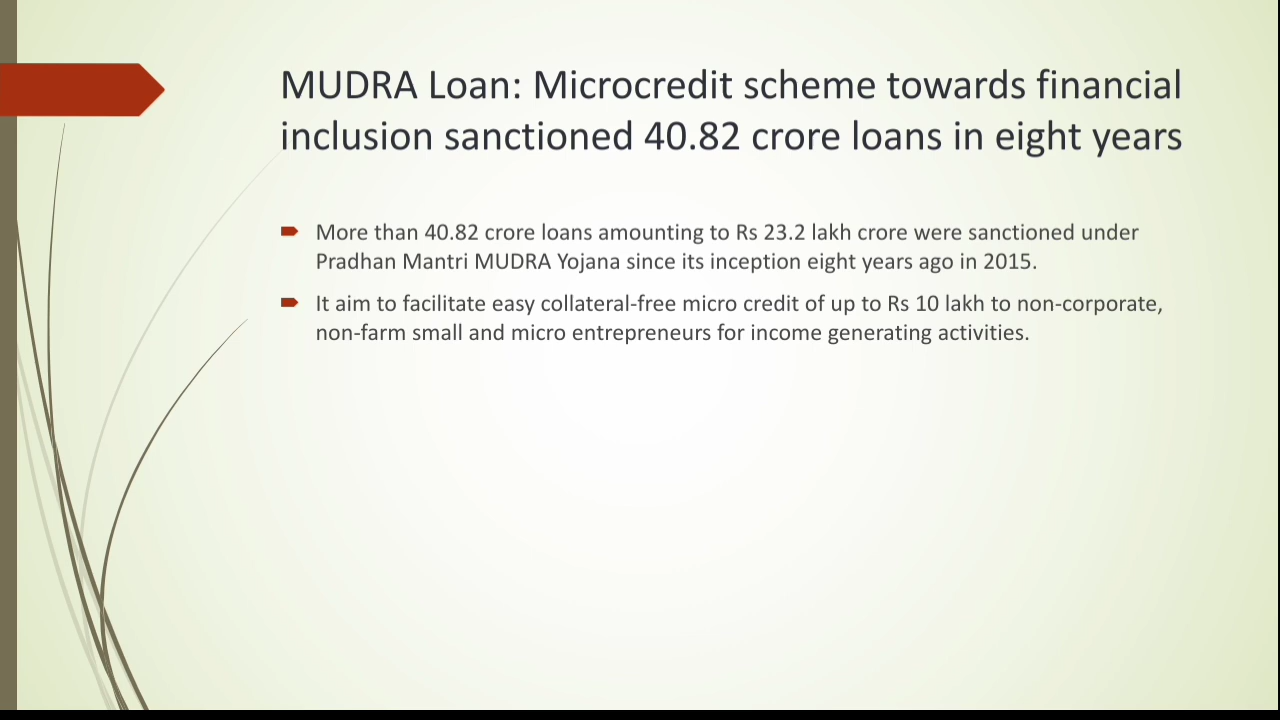 MUDRA Loan: Microcredit scheme towards financial
inclusion sanctioned 40.82 crore loans in eight years
More than 40.82 crore loans amounting to Rs 23.2 lakh crore were sanctioned under
Pradhan Mantri MUDRA Yojana since its inception eight years ago in 2015.
It aim to facilitate easy collateral-free micro credit of up to Rs 10 lakh to non-corporate,
non-farm small and micro entrepreneurs for income generating activities.